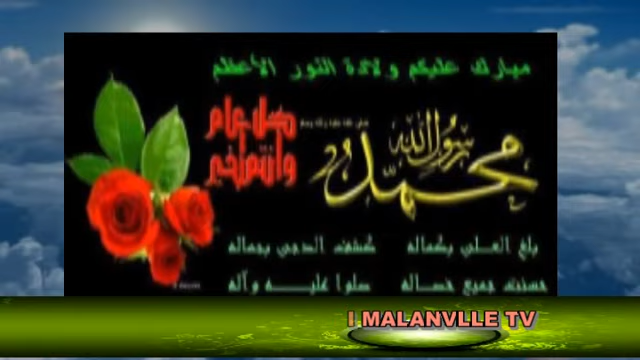 مبارك عليكم ولادة النور الأعظم
كل عام
وانتم بخير
محمد رسول الله
بلغ العلى بكماله كشف الدجى بجماله
حسنت جميع خصاله صلوا عليه وآله
I MALANVLLE TV